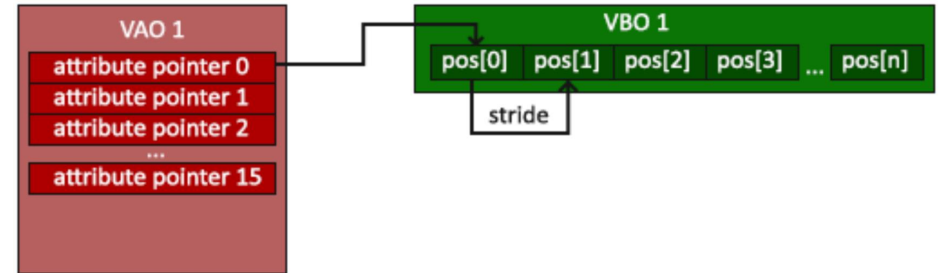 VAO 1
attribute pointer 0
attribute pointer 1
attribute pointer 2
...
attribute pointer 15
VBO 1
pos[0] pos[1] pos[2] pos[3] ... pos[n]
stride